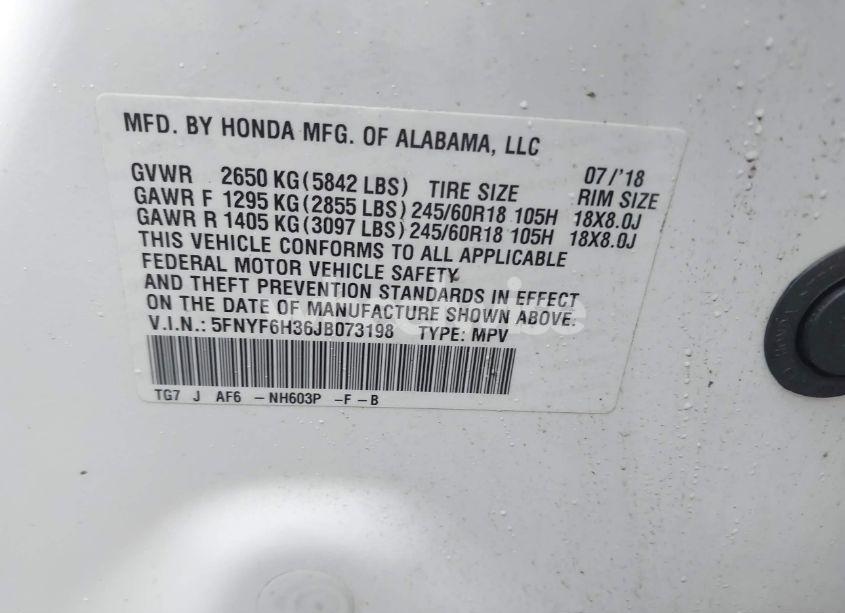 MFD. BY HONDA MFG. OF ALABAMA, LLC
GVWR 2650 KG(5842 LBS) TIRE SIZE 07/'18 RIM SIZE
GAWR F 1295 KG(2855 LBS) 245/60R18 105H 18X8.0J
GAWR R 1405 KG(3097 LBS) 245/60R18 105H 18X8.0J
THIS VEHICLE CONFORMS TO ALL APPLICABLE
FEDERAL MOTOR VEHICLE SAFETY
AND THEFT PREVENTION STANDARDS IN EFFECT
ON THE DATE OF MANUFACTURE SHOWN ABOVE.
V.I.N.: 5FNYF6H36JB073198 TYPE: MPV
TG7 J AF6 -NH603P -F-B